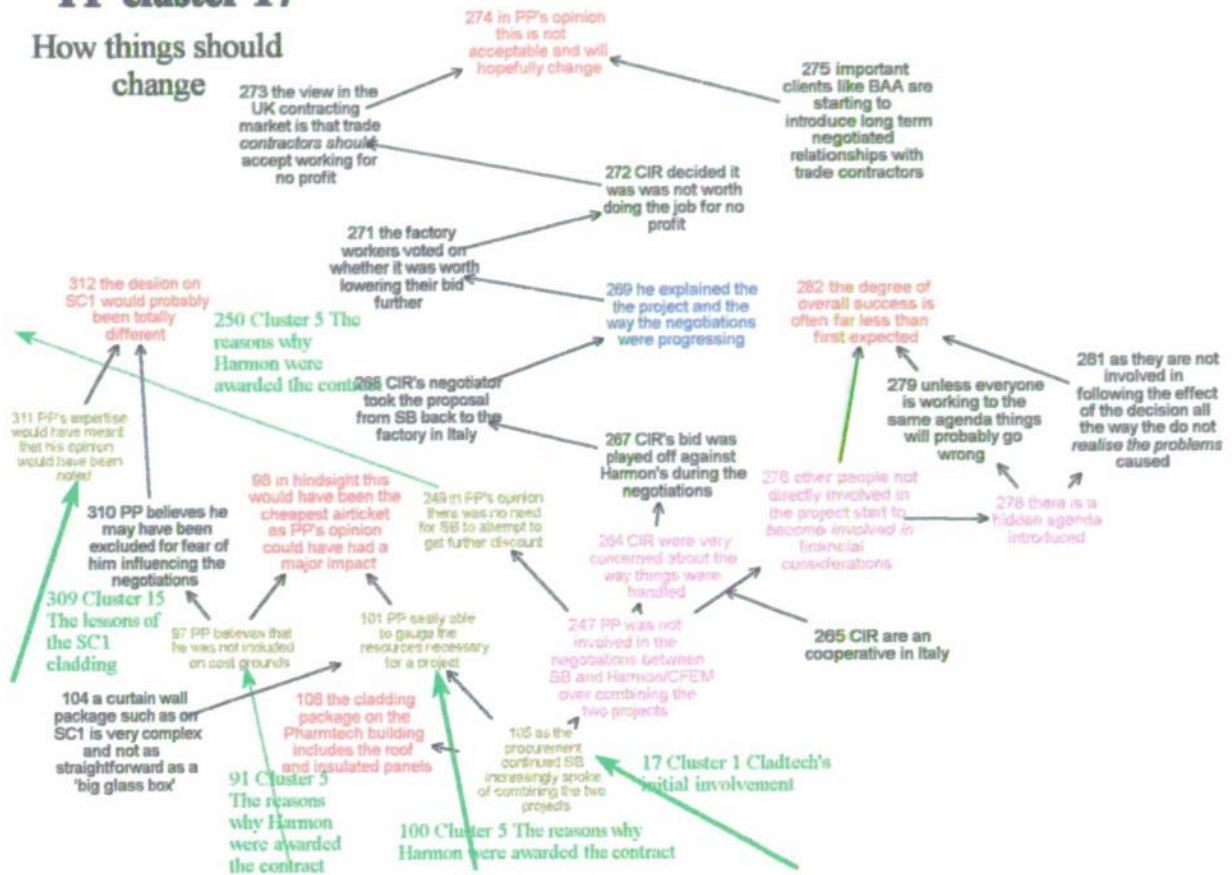 PP cluster 17
How things should
change
274 in PP's opinion
this is not
acceptable and will
hopefully change
273 the view in the
UK contracting
market is that trade
contractors should
accept working for
no profit
275 important
clients like BAA are
starting to
introduce long term
negotiated
relationships with
trade contractors
272 CIR decided it
was was not worth
doing the job for no
profit
271 the factory
workers voted on
whether it was worth
lowering their bid
further
312 the desiion on
SC1 would probably
been totally
different
250 Cluster 5 The
reasons why
Harmon were
awarded the contract
269 he explained the
the project and the
way the negotiations
were progressing
282 the degree of
overall success is
often far less than
first expected
281 as they are not
involved in
following the effect
of the decision all
the way the do not
realise the problems
caused
279 unless everyone
is working to the
same agenda things
will probably go
wrong
CIR's negotiator
took the proposal
from SB back to the
factory in Italy
311 PP's expertise
would have meant
that his opinion
would have been
noted
267 CIR's bid was
played off against
Harmon's during the
negotiations
98 in hindsight this
would have been the
cheapest airticket
as PP's opinion
could have had a
major impact
249 in PP's opinion
there was no need
for SB to attempt to
get further discount
276 other people not
directly involved in
the project start to
become involved in
financial
considerations
278 there is a
hidden agenda
introduced
310 PP believes he
may have been
excluded for fear of
him influencing the
negotiations
264 CIR were very
concerned about the
way things were
handled
309 Cluster 15
The lessons of
the SC1
cladding
97 PP believes that
he was not included
on cost grounds
101 PP easily able
to gauge the
resources necessary
for a project
247 PP was not
involved in the
negotiations between
SB and Harmon/CFEM
over combining the
two projects
265 CIR are an
cooperative in Italy
104 a curtain wall
package such as on
SC1 is very complex
and not as
straightforward as a
'big glass box'
106 the cladding
package on the
Pharmtech building
includes the roof
and insulated panels
105 as the
procurement
continued SB
increasingly spoke
of combining the two
projects
17 Cluster 1 Cladtech's
initial involvement
91 Cluster 5
The reasons
why Harmon
were awarded
the contract
100 Cluster 5 The reasons why
Harmon were awarded the contract